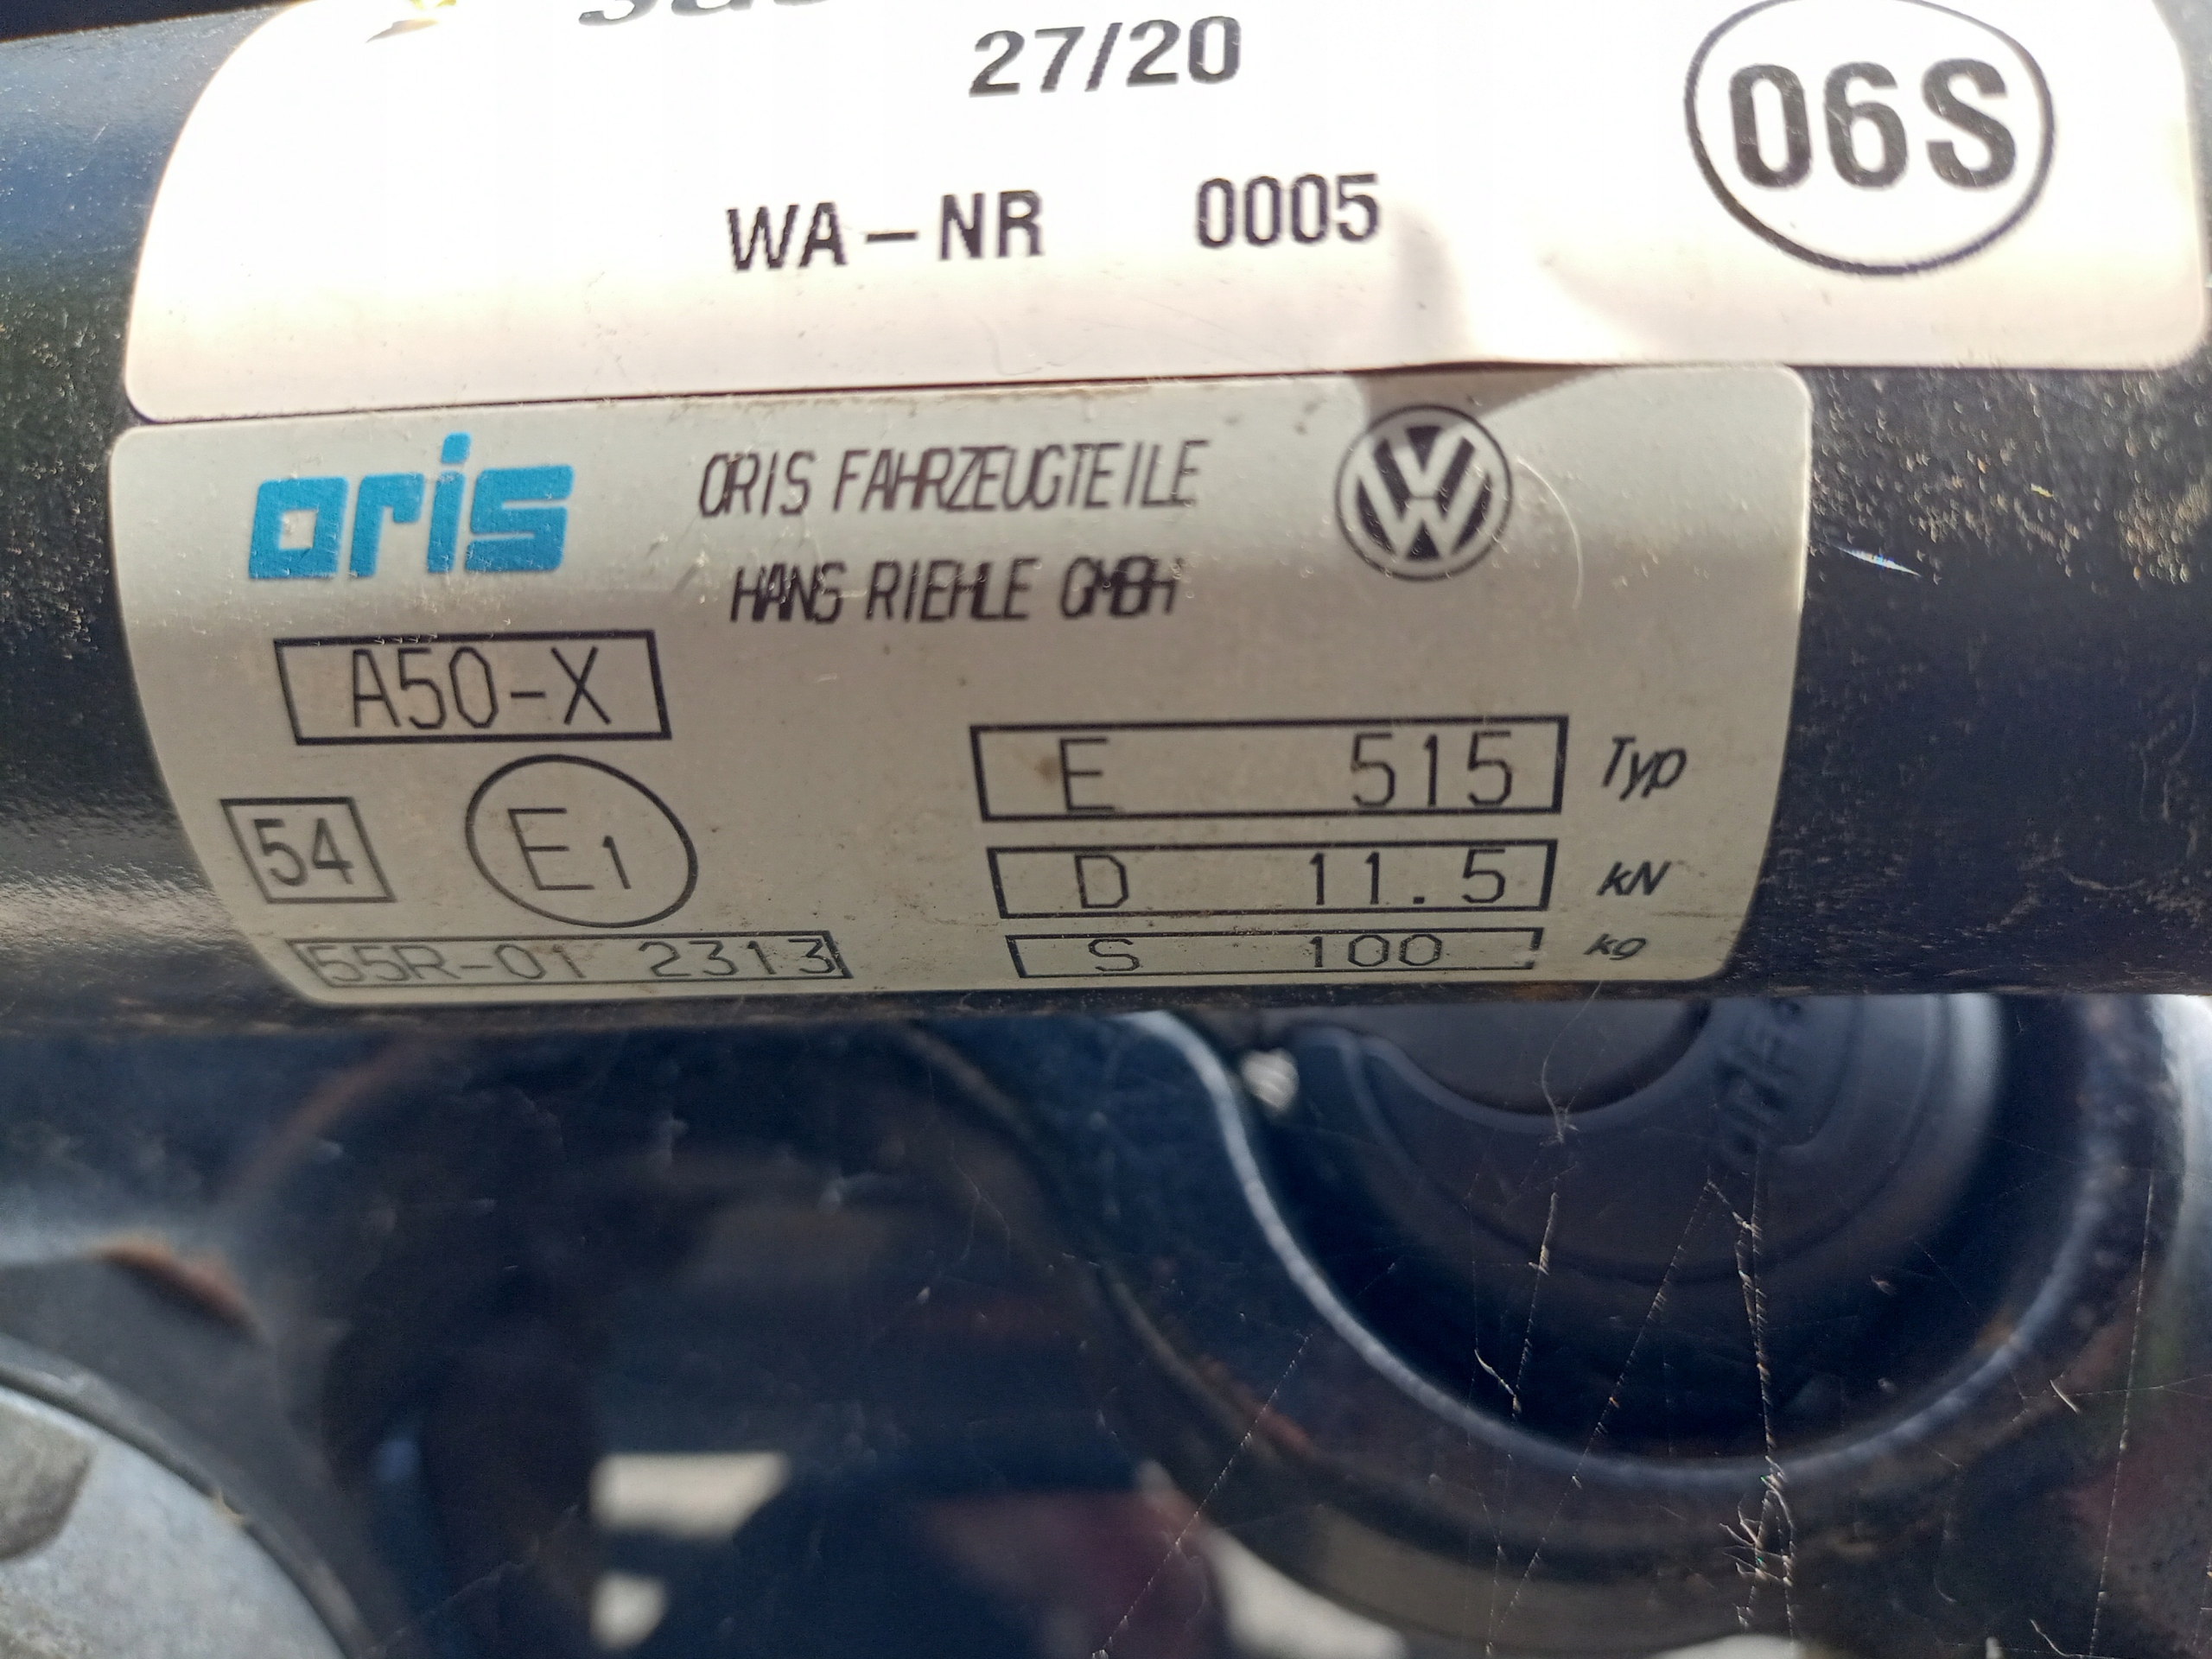 27/20
06S
WA-NR 0005
oris
ORIS FAHRZEUGTEILE
HANS RIEHLE GMBH
VW
A50-X
E 515 Typ
54
E1
D 11.5 kN
55R-01 2313
S 100 kg